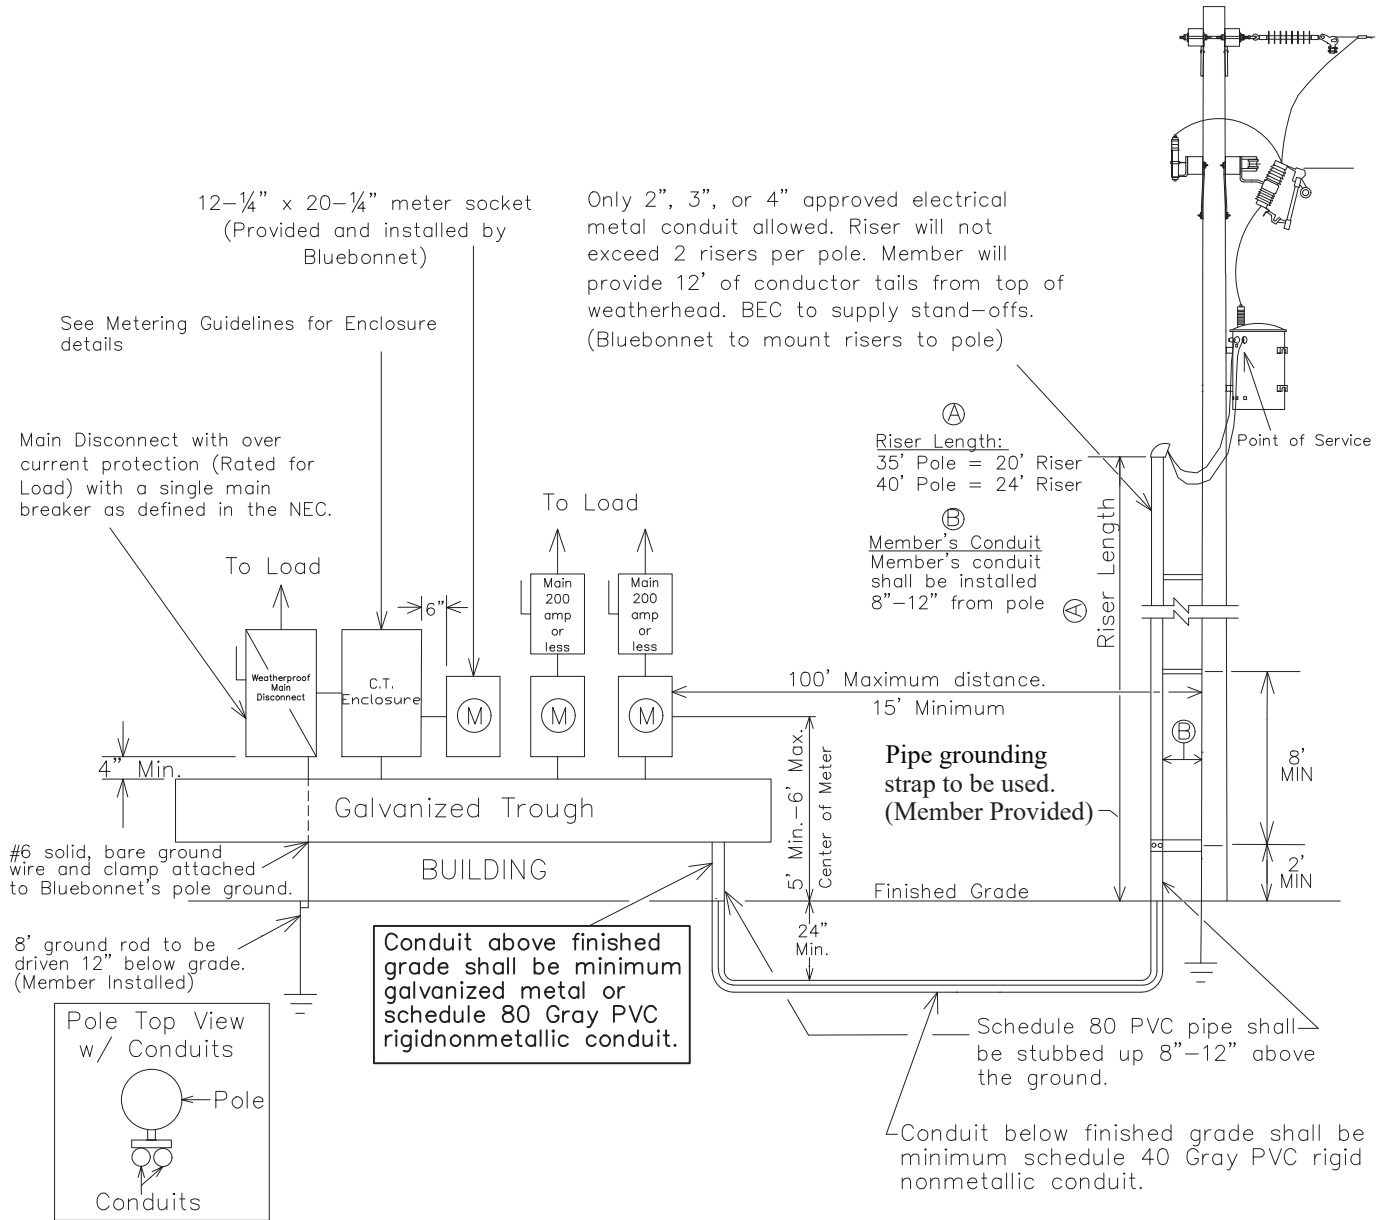 12-¼" x 20-¼" meter socket
(Provided and installed by
Bluebonnet)
Only 2", 3", or 4" approved electrical
metal conduit allowed. Riser will not
exceed 2 risers per pole. Member will
provide 12' of conductor tails from top of
weatherhead. BEC to supply stand-offs.
(Bluebonnet to mount risers to pole)
See Metering Guidelines for Enclosure
details
Main Disconnect with over
current protection (Rated for
Load) with a single main
breaker as defined in the NEC.
A
Riser Length:
35' Pole = 20' Riser
40' Pole = 24' Riser
Point of Service
B
Member's Conduit
Member's conduit
shall be installed
8"-12" from pole
A
Riser Length
To Load
To Load
6"
Main
200
amp
or
less
Main
200
amp
or
less
Weatherproof
Main
Disconnect
C.T.
Enclosure
M
M
M
100' Maximum distance.
15' Minimum
B
8'
MIN
2'
MIN
Pipe grounding
strap to be used.
(Member Provided)
4" Min.
5' Min.-6' Max.
Center of Meter
Galvanized Trough
#6 solid, bare ground
wire and clamp attached
to Bluebonnet's pole ground.
BUILDING
Finished Grade
24"
Min.
8' ground rod to be
driven 12" below grade.
(Member Installed)
Conduit above finished
grade shall be minimum
galvanized metal or
schedule 80 Gray PVC
rigidnonmetallic conduit.
Schedule 80 PVC pipe shall
be stubbed up 8"-12" above
the ground.
Pole Top View
w/ Conduits
Pole
Conduits
Conduit below finished grade shall be
minimum schedule 40 Gray PVC rigid
nonmetallic conduit.